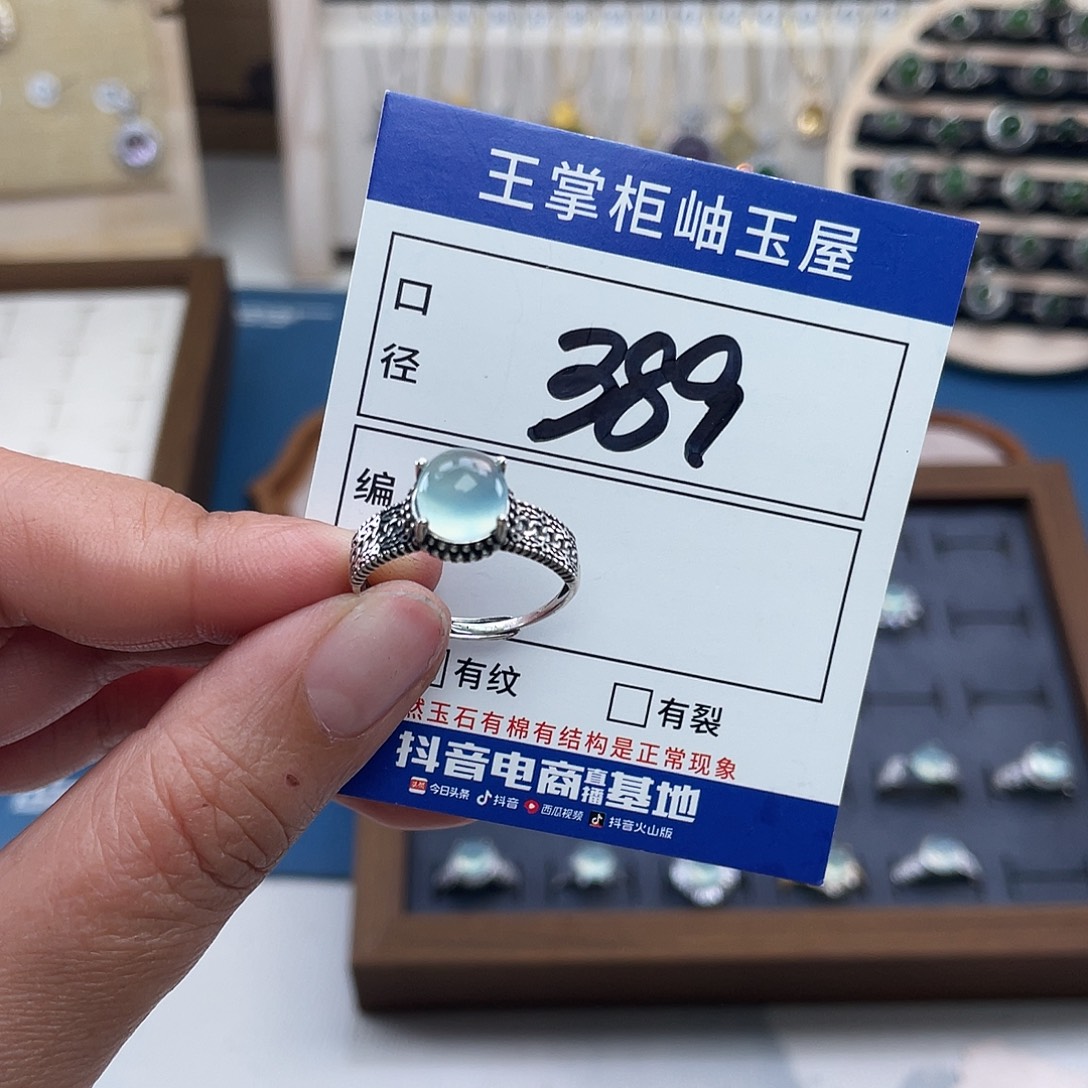 王掌柜岫玉屋
口径
389
编
有纹 有裂
然玉石有棉有结构是正常现象
抖音电商直播基地
今日头条 抖音 西瓜视频 抖音火山版